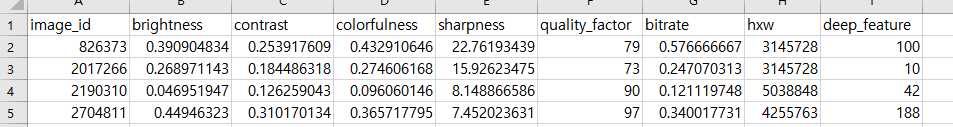 A B C D E F G H I
1 image_id brightness contrast colorfulness sharpness quality_factor bitrate hxw deep_feature
2 826373 0.390904834 0.253917609 0.432910646 22.76193439 79 0.576666667 3145728 100
3 2017266 0.268971143 0.184486318 0.274606168 15.92623475 73 0.247070313 3145728 10
4 2190310 0.046951947 0.126259043 0.096060146 8.148866586 90 0.121119748 5038848 42
5 2704811 0.44946323 0.310170134 0.365717795 7.452023631 97 0.340017731 4255763 188